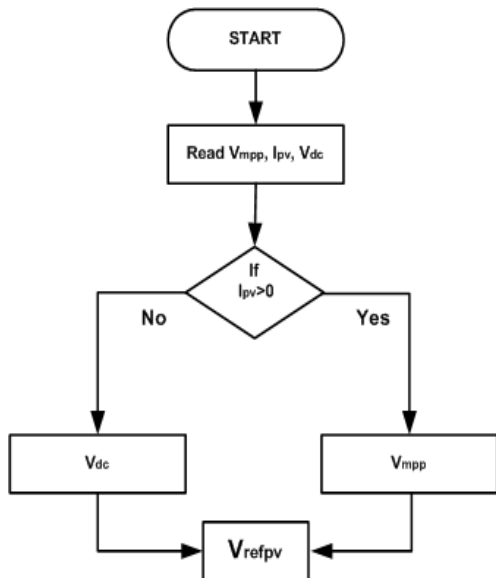 START
Read Vmpp, Ipv, Vdc
If
Ipv>0
No
Yes
Vdc
Vmpp
Vrefpv